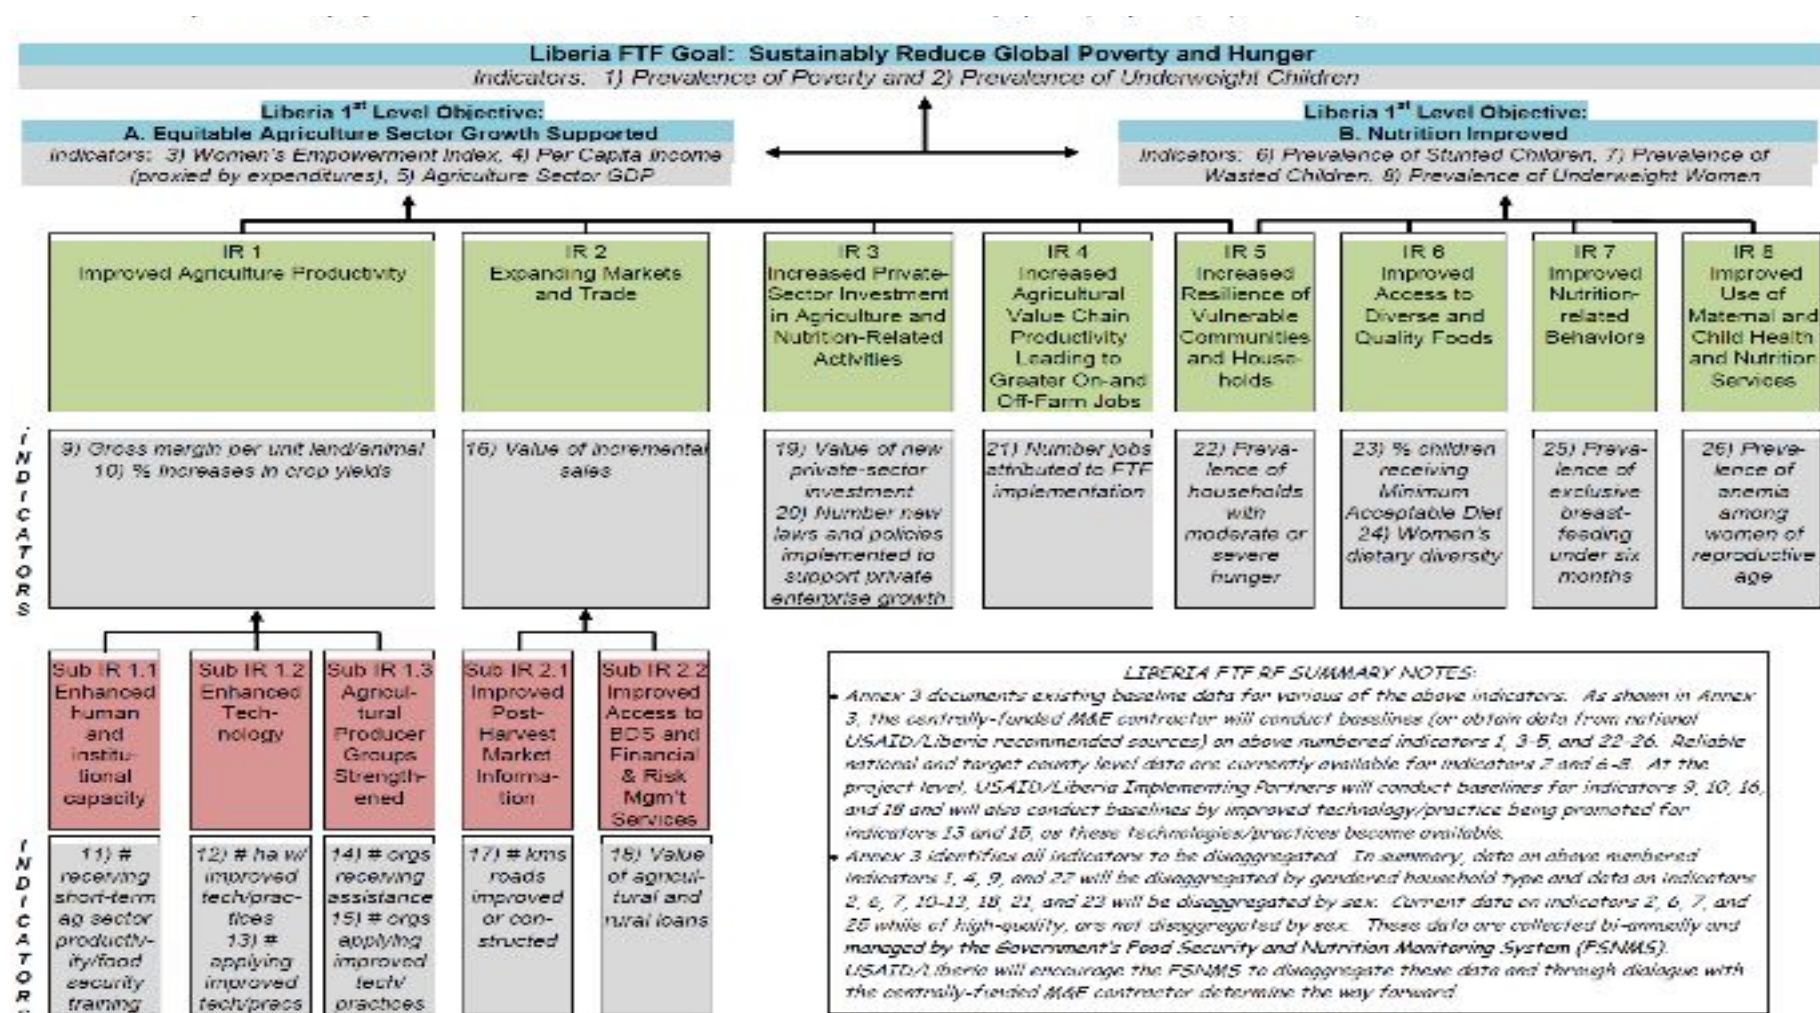 Liberia FTF Goal: Sustainably Reduce Global Poverty and Hunger
Indicators: 1) Prevalence of Poverty and 2) Prevalence of Underweight Children
Liberia 1st Level Objective:
A. Equitable Agriculture Sector Growth Supported
Indicators: 3) Women's Empowerment Index, 4) Per Capita Income
(proxied by expenditures), 5) Agriculture Sector GDP
Liberia 1st Level Objective:
B. Nutrition Improved
Indicators: 6) Prevalence of Stunted Children, 7) Prevalence of
Wasted Children, 8) Prevalence of Underweight Women
IR 1
Improved Agriculture Productivity
IR 2
Expanding Markets
and Trade
IR 3
Increased Private-
Sector Investment
in Agriculture and
Nutrition-Related
Activities
IR 4
Increased
Agricultural
Value Chain
Productivity
Leading to
Greater On-and
Off-Farm Jobs
IR 5
Increased
Resilience of
Vulnerable
Communities
and House-
holds
IR 6
Improved
Access to
Diverse and
Quality Foods
IR 7
Improved
Nutrition-
related
Behaviors
IR 8
Improved
Use of
Maternal and
Child Health
and Nutrition
Services
INDICATORS
9) Gross margin per unit land/animal
10) % Increases in crop yields
16) Value of incremental
sales
19) Value of new
private-sector
investment
20) Number new
laws and policies
implemented to
support private
enterprise growth
21) Number jobs
attributed to FTF
implementation
22) Preva-
lence of
households
with
moderate or
severe
hunger
23) % children
receiving
Minimum
Acceptable Diet
24) Women's
dietary diversity
25) Preva-
lence of
exclusive
breast-
feeding
under six
months
26) Preva-
lence of
anemia
among
women of
reproductive
age
Sub IR 1.1
Enhanced
human
and
institu-
tional
capacity
Sub IR 1.2
Enhanced
Tech-
nology
Sub IR 1.3
Agricul-
tural
Producer
Groups
Strength-
ened
Sub IR 2.1
Improved
Post-
Harvest
Market
Informa-
tion
Sub IR 2.2
Improved
Access to
BDS and
Financial
& Risk
Mgm't
Services
INDICATORS
11) #
receiving
short-term
ag sector
productiv-
ity/food
security
training
12) # ha w/
improved
tech/prac-
tices
13) #
applying
improved
tech/pracs
14) # orgs
receiving
assistance
15) # orgs
applying
improved
tech/
practices
17) # kms
roads
improved
or con-
structed
18) Value
of agricul-
tural and
rural loans
LIBERIA FTF RF SUMMARY NOTES:
• Annex 3 documents existing baseline data for various of the above indicators. As shown in Annex
3, the centrally-funded M&E contractor will conduct baselines (or obtain data from national
USAID/Liberia recommended sources) on above numbered indicators 1, 3-5, and 22-26. Reliable
national and target county level data are currently available for indicators 2 and 6-8. At the
project level, USAID/Liberia Implementing Partners will conduct baselines for indicators 9, 10, 16,
and 18 and will also conduct baselines by improved technology/practice being promoted for
indicators 13 and 15, as these technologies/practices become available.
• Annex 3 identifies all indicators to be disaggregated. In summary, data on above numbered
indicators 1, 4, 9, and 22 will be disaggregated by gendered household type and data on indicators
2, 6, 7, 10-13, 18, 21, and 23 will be disaggregated by sex. Current data on indicators 2, 6, 7, and
25 while of high-quality, are not disaggregated by sex. These data are collected bi-annually and
managed by the Government's Food Security and Nutrition Monitoring System (FSNMS).
USAID/Liberia will encourage the FSNMS to disaggregate these data and through dialogue with
the centrally-funded M&E contractor determine the way forward.